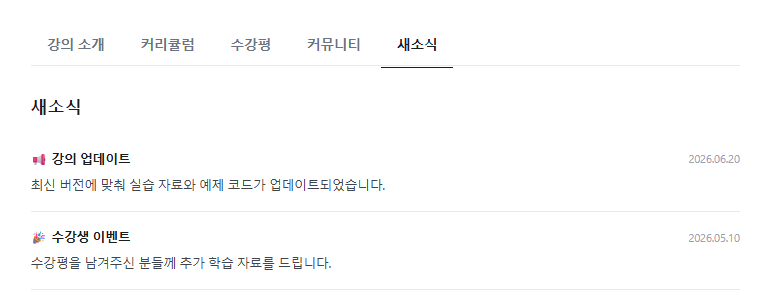 강의 소개 커리큘럼 수강평 커뮤니티 새소식
새소식
📢 강의 업데이트 2026.06.20
최신 버전에 맞춰 실습 자료와 예제 코드가 업데이트되었습니다.
🎉 수강생 이벤트 2026.05.10
수강평을 남겨주신 분들께 추가 학습 자료를 드립니다.